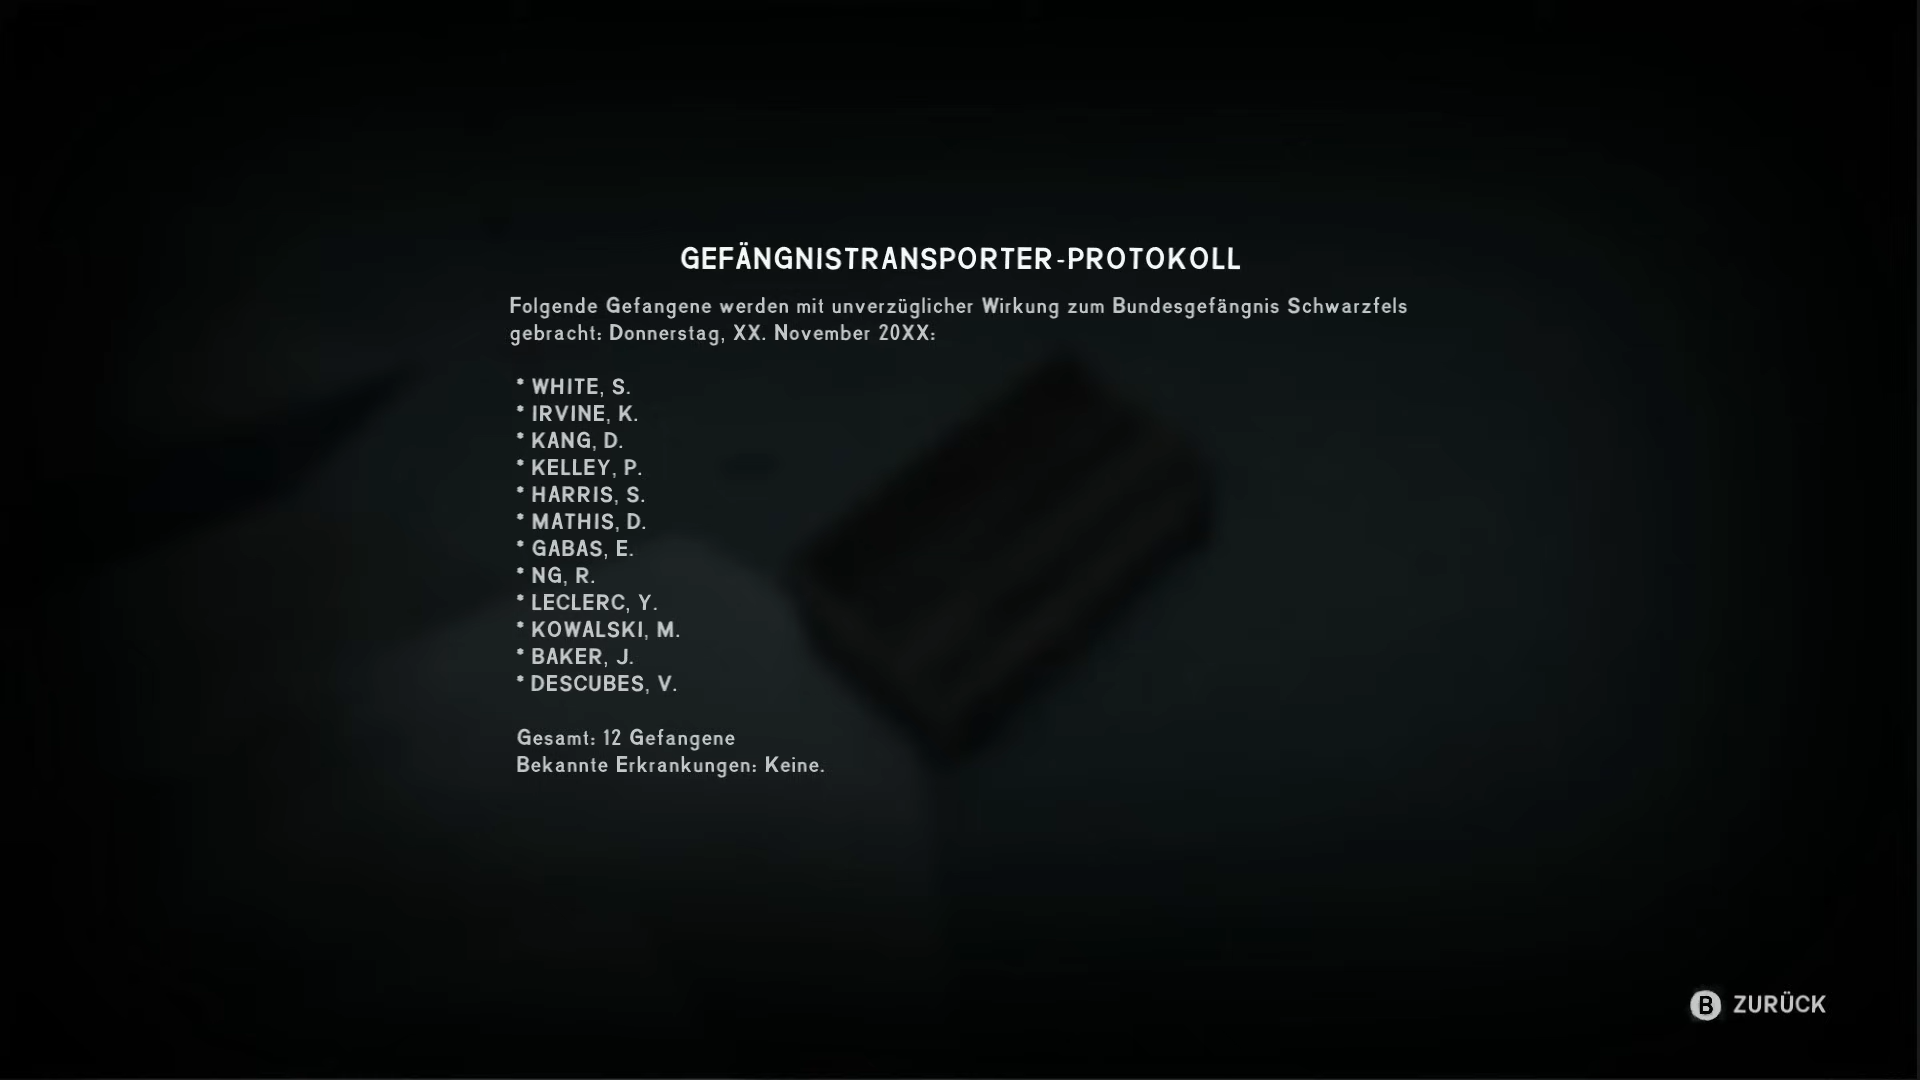 GEFÄNGNISTRANSPORTER-PROTOKOLL
Folgende Gefangene werden mit unverzüglicher Wirkung zum Bundesgefängnis Schwarzfels
gebracht: Donnerstag, XX. November 20XX:
* WHITE, S.
* IRVINE, K.
* KANG, D.
* KELLEY, P.
* HARRIS, S.
* MATHIS, D.
* GABAS, E.
* NG, R.
* LECLERC, Y.
* KOWALSKI, M.
* BAKER, J.
* DESCUBES, V.
Gesamt: 12 Gefangene
Bekannte Erkrankungen: Keine.
B ZURÜCK